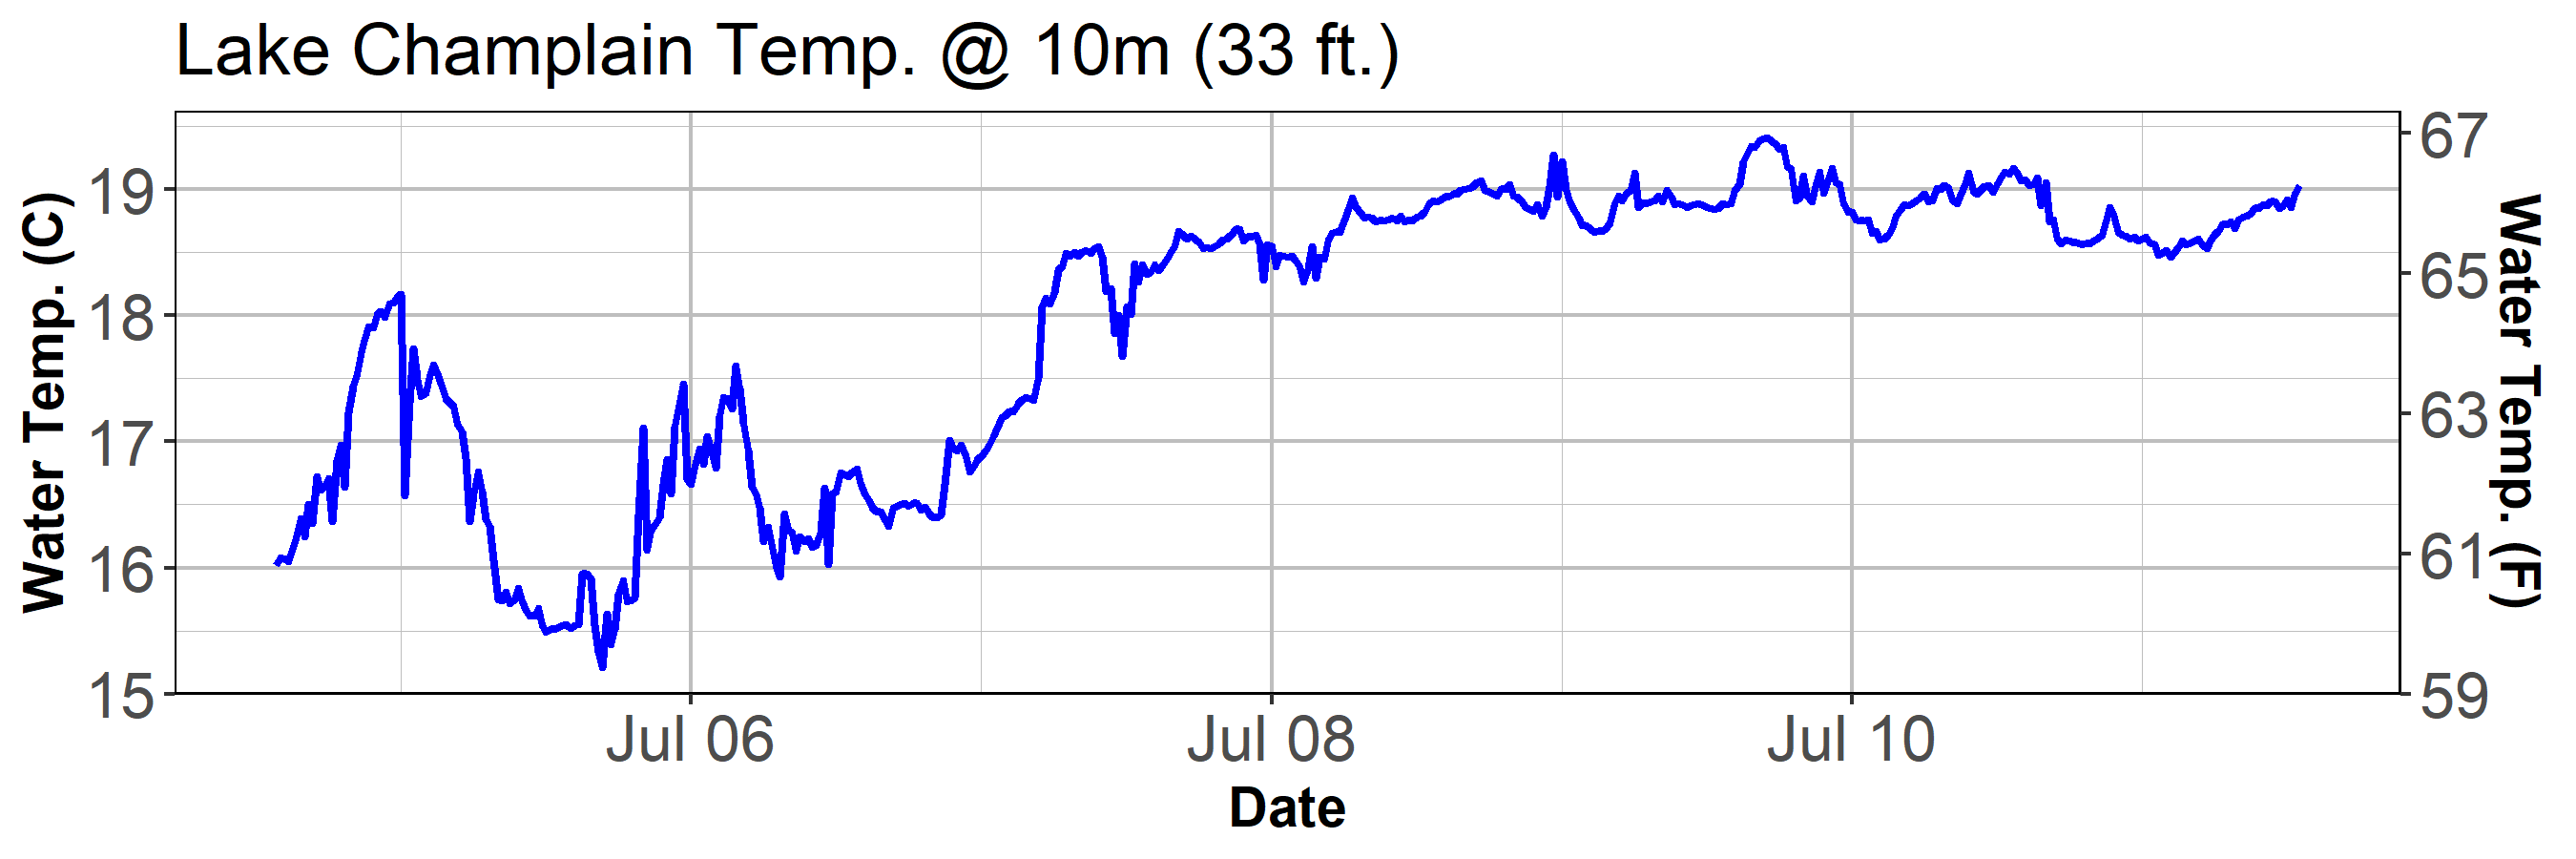 Lake Champlain Temp. @ 10m (33 ft.)
Water Temp. (C)
19
18
17
16
15
67
65
63
61
59
Water Temp. (F)
Jul 06
Jul 08
Jul 10
Date